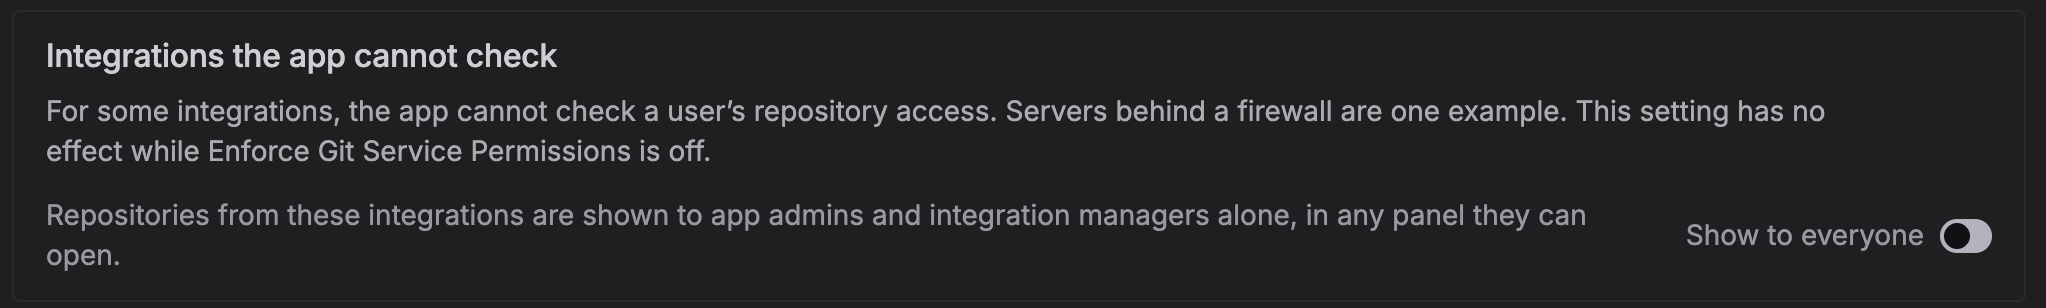 Integrations the app cannot check
For some integrations, the app cannot check a user’s repository access. Servers behind a firewall are one example. This setting has no
effect while Enforce Git Service Permissions is off.
Repositories from these integrations are shown to app admins and integration managers alone, in any panel they can
open.
Show to everyone